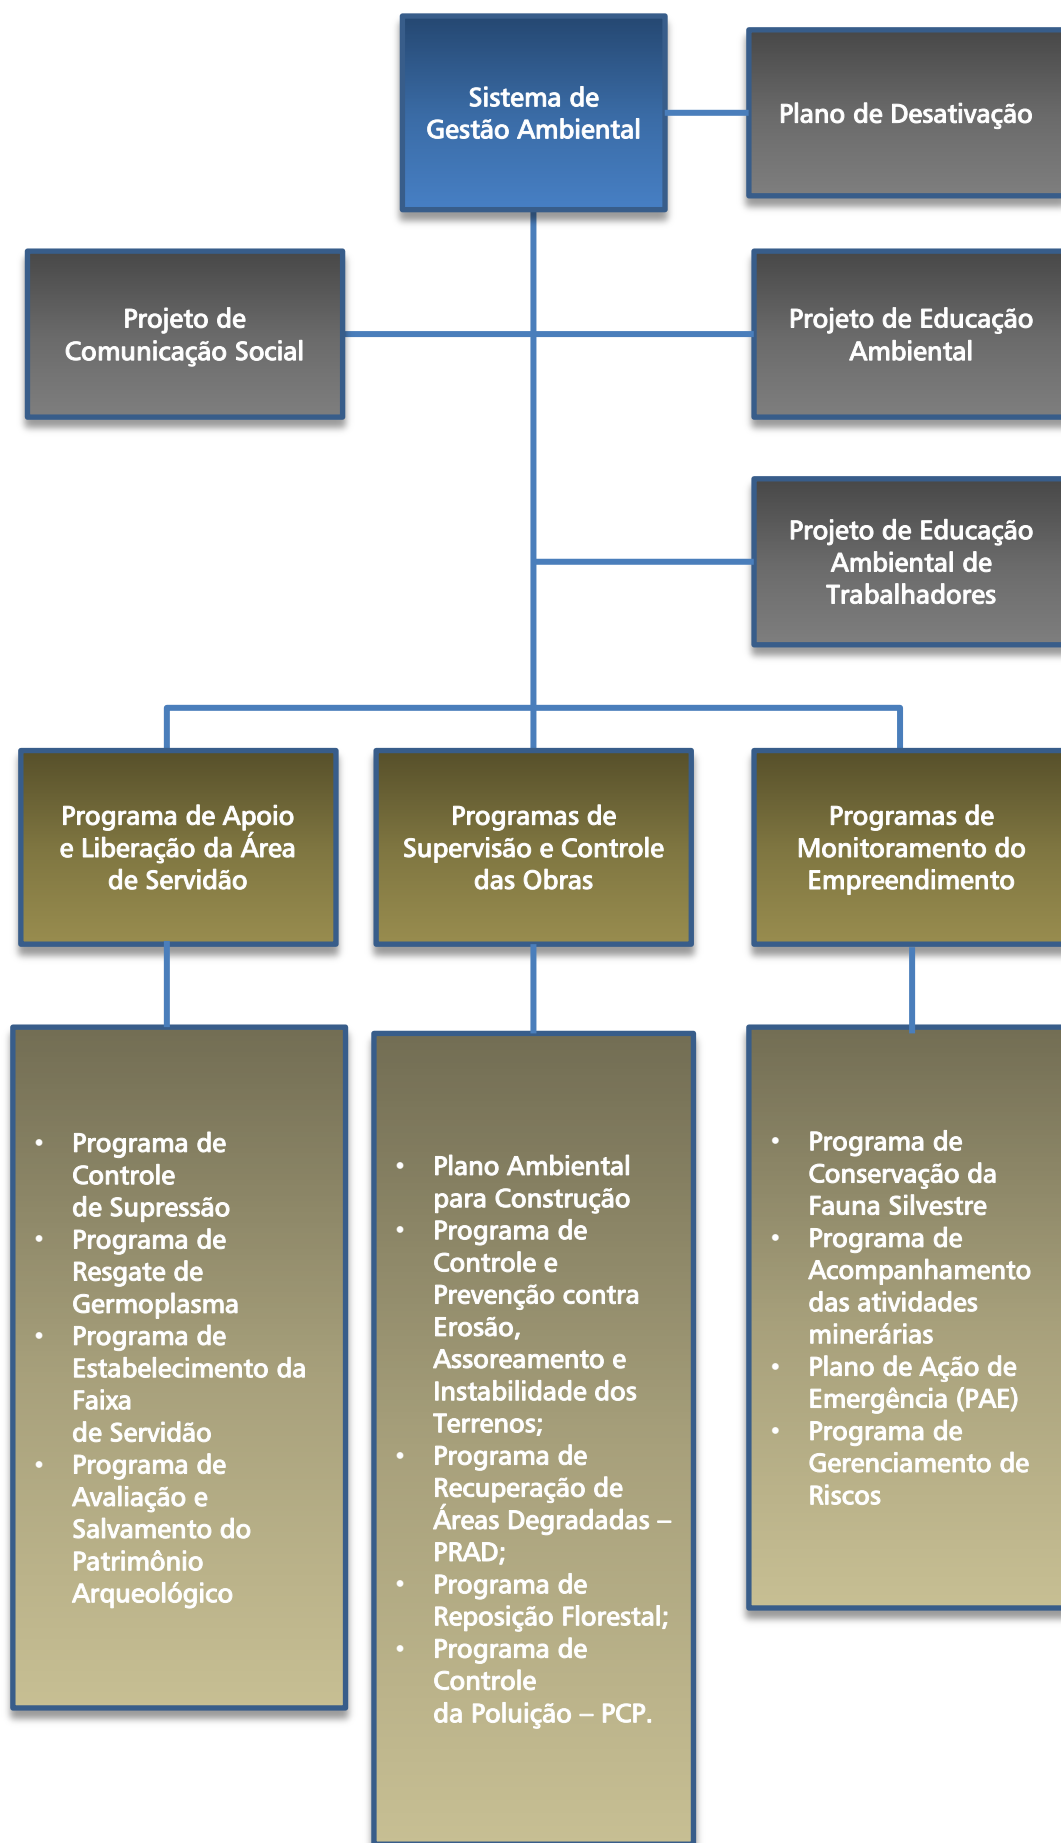 Sistema de
Gestão Ambiental
Plano de Desativação
Projeto de
Comunicação Social
Projeto de Educação
Ambiental
Projeto de Educação
Ambiental de
Trabalhadores
Programa de Apoio
e Liberação da Área
de Servidão
Programas de
Supervisão e Controle
das Obras
Programas de
Monitoramento do
Empreendimento
• Programa de
Controle
de Supressão
• Programa de
Resgate de
Germoplasma
• Programa de
Estabelecimento da
Faixa
de Servidão
• Programa de
Avaliação e
Salvamento do
Patrimônio
Arqueológico
• Plano Ambiental
para Construção
• Programa de
Controle e
Prevenção contra
Erosão,
Assoreamento e
Instabilidade dos
Terrenos;
• Programa de
Recuperação de
Áreas Degradadas –
PRAD;
• Programa de
Reposição Florestal;
• Programa de
Controle
da Poluição – PCP.
• Programa de
Conservação da
Fauna Silvestre
• Programa de
Acompanhamento
das atividades
minerárias
• Plano de Ação de
Emergência (PAE)
• Programa de
Gerenciamento de
Riscos